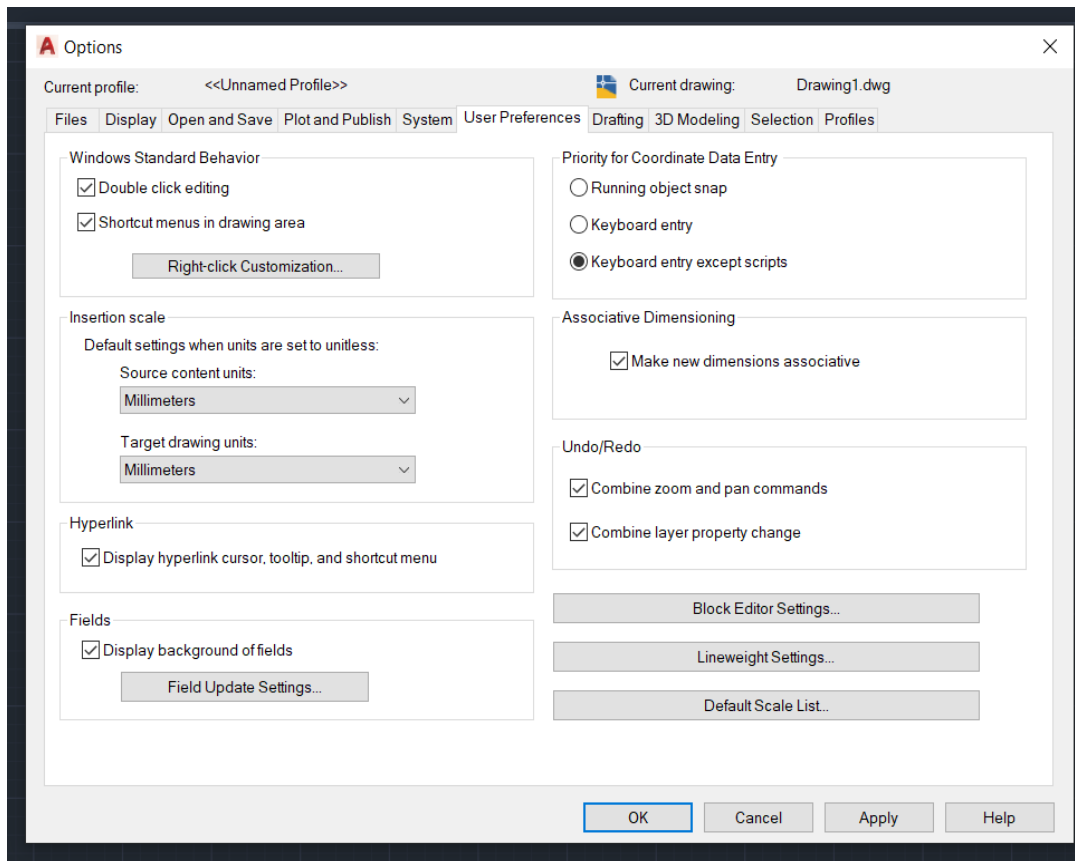 Options
Current profile: <<Unnamed Profile>> Current drawing: Drawing1.dwg
Files Display Open and Save Plot and Publish System User Preferences Drafting 3D Modeling Selection Profiles
Windows Standard Behavior
Double click editing
Shortcut menus in drawing area
Right-click Customization...
Insertion scale
Default settings when units are set to unitless:
Source content units:
Millimeters
Target drawing units:
Millimeters
Hyperlink
Display hyperlink cursor, tooltip, and shortcut menu
Fields
Display background of fields
Field Update Settings...
Priority for Coordinate Data Entry
Running object snap
Keyboard entry
Keyboard entry except scripts
Associative Dimensioning
Make new dimensions associative
Undo/Redo
Combine zoom and pan commands
Combine layer property change
Block Editor Settings...
Lineweight Settings...
Default Scale List...
OK Cancel Apply Help